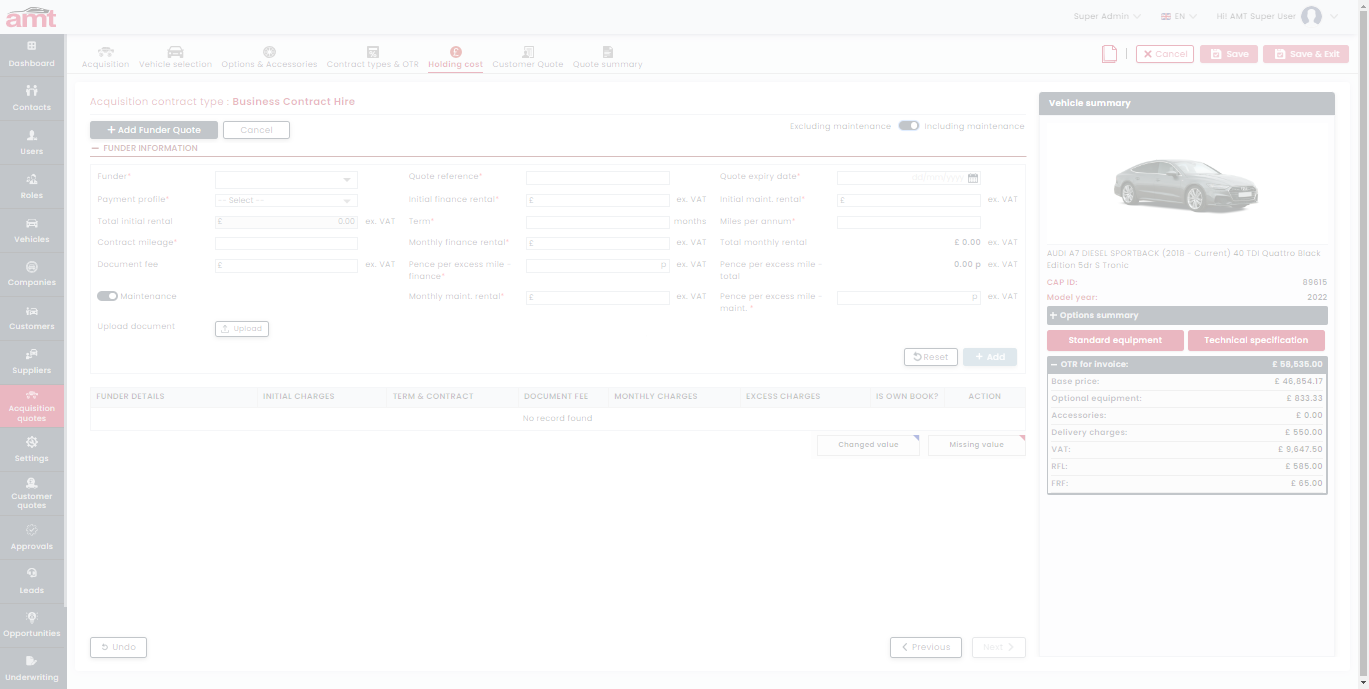 amt
Super Admin
EN
Hi! AMT Super User
Dashboard
Contacts
Users
Roles
Vehicles
Companies
Customers
Suppliers
Acquisition
quotes
Settings
Customer
quotes
Approvals
Leads
Opportunities
Underwriting
Acquisition
Vehicle selection
Options & Accessories
Contract types & OTR
Holding cost
Customer Quote
Quote summary
Cancel
Save
Save & Exit
Acquisition contract type : Business Contract Hire
+ Add Funder Quote
Cancel
Excluding maintenance
Including maintenance
FUNDER INFORMATION
Funder*
Quote reference*
Quote expiry date*
dd/mm/yyyy
Payment profile*
-- Select --
Initial finance rental*
£
ex. VAT
Initial maint. rental*
£
ex. VAT
Total initial rental
£ 0.00
ex. VAT
Term*
months
Miles per annum*
Contract mileage*
Monthly finance rental*
£
ex. VAT
Total monthly rental
£ 0.00 ex. VAT
Document fee
£
ex. VAT
Pence per excess mile -
finance*
p
ex. VAT
Pence per excess mile -
total
0.00 p ex. VAT
Maintenance
Monthly maint. rental*
£
ex. VAT
Pence per excess mile -
maint. *
p
ex. VAT
Upload document
Upload
Reset
+ Add
FUNDER DETAILS
INITIAL CHARGES
TERM & CONTRACT
DOCUMENT FEE
MONTHLY CHARGES
EXCESS CHARGES
IS OWN BOOK?
ACTION
No record found
Changed value
Missing value
Undo
Previous
Next
Vehicle summary
AUDI A7 DIESEL SPORTBACK (2018 - Current) 40 TDI Quattro Black
Edition 5dr S Tronic
CAP ID: 89615
Model year: 2022
+ Options summary
Standard equipment
Technical specification
OTR for invoice: £ 58,535.00
Base price: £ 46,854.17
Optional equipment: £ 833.33
Accessories: £ 0.00
Delivery charges: £ 550.00
VAT: £ 9,647.50
RFL: £ 585.00
FRF: £ 65.00